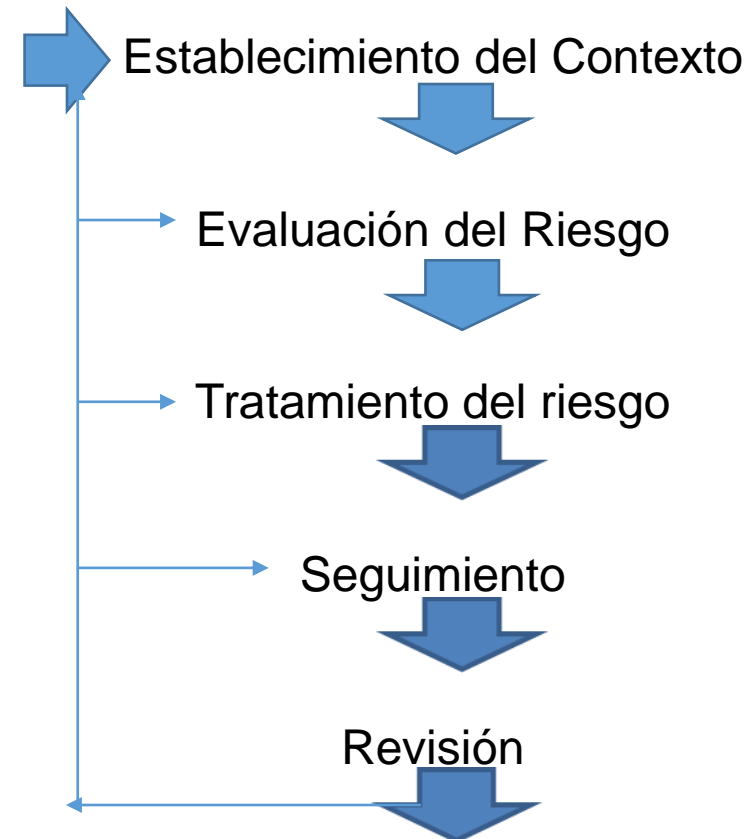 Establecimiento del Contexto
Evaluación del Riesgo
Tratamiento del riesgo
Seguimiento
Revisión